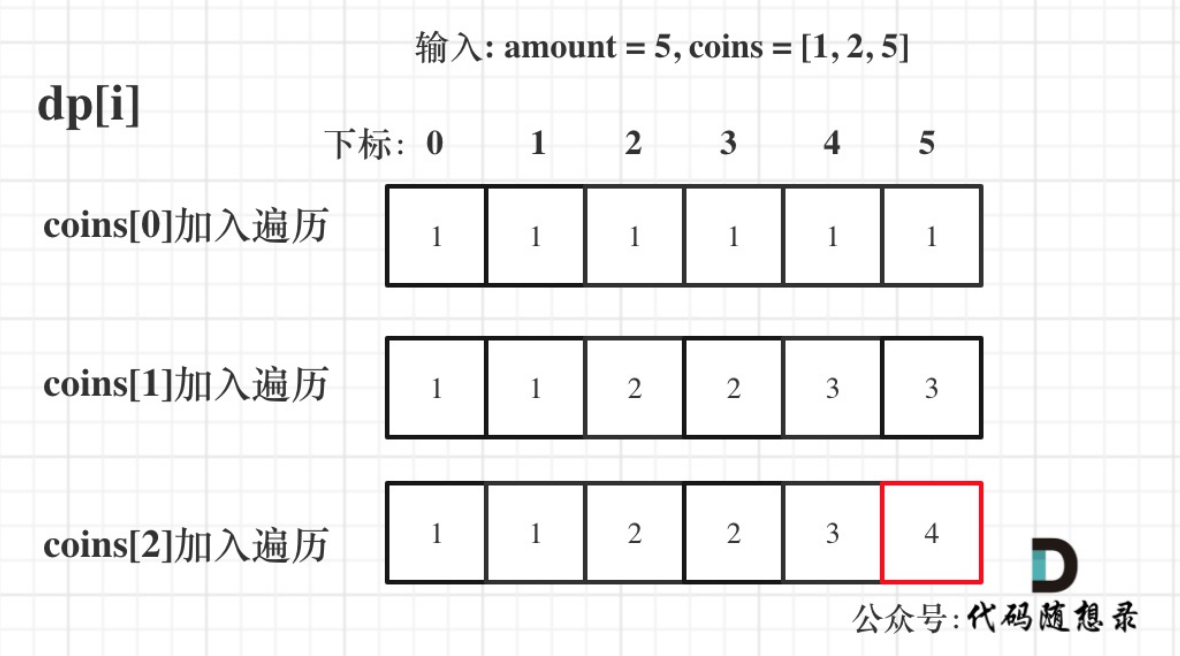 输入: amount = 5, coins = [1, 2, 5]
dp[i]
下标: 0 1 2 3 4 5
coins[0]加入遍历 1 1 1 1 1 1
coins[1]加入遍历 1 1 2 2 3 3
coins[2]加入遍历 1 1 2 2 3 4
公众号:代码随想录